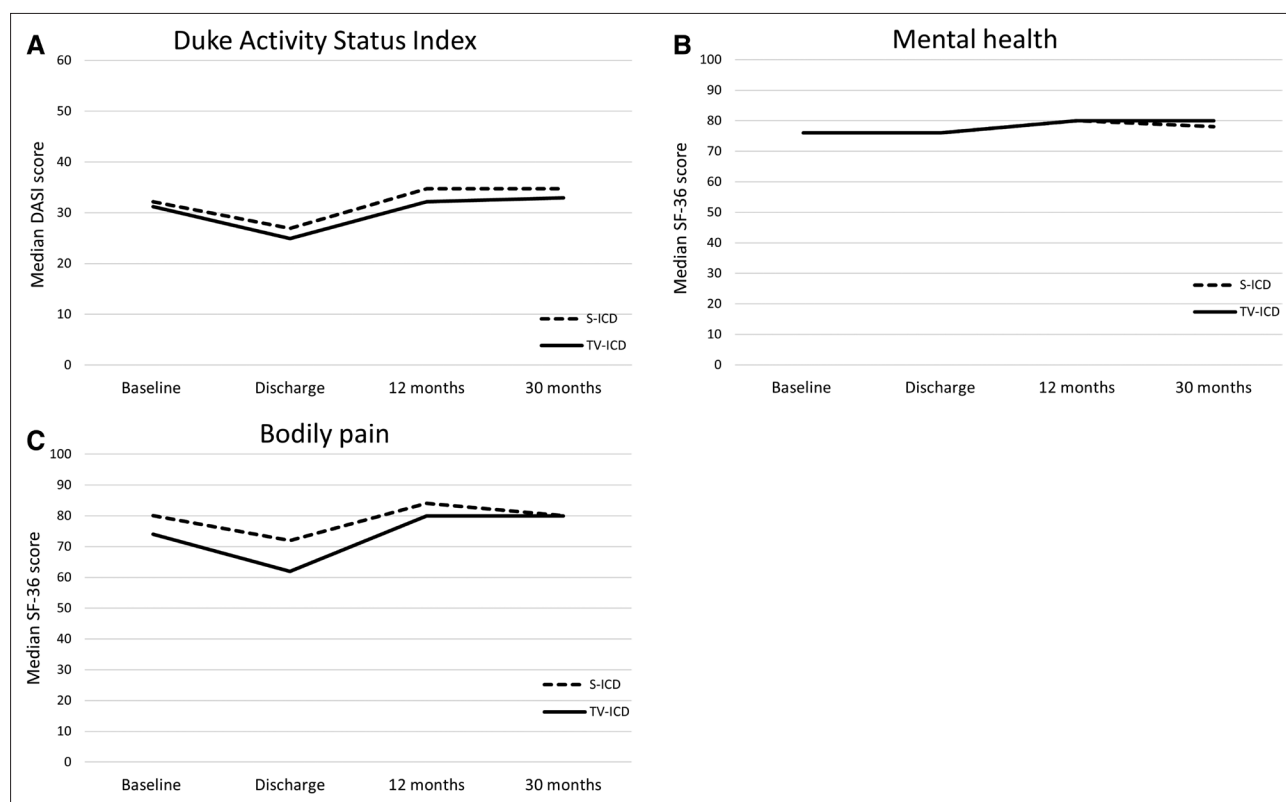 A
Duke Activity Status Index
60
50
40
30
20
10
0
Median DASI score
S-ICD
TV-ICD
Baseline Discharge 12 months 30 months
B
Mental health
100
90
80
70
60
50
40
30
20
10
0
Median SF-36 score
S-ICD
TV-ICD
Baseline Discharge 12 months 30 months
C
Bodily pain
100
90
80
70
60
50
40
30
20
10
0
Median SF-36 score
S-ICD
TV-ICD
Baseline Discharge 12 months 30 months